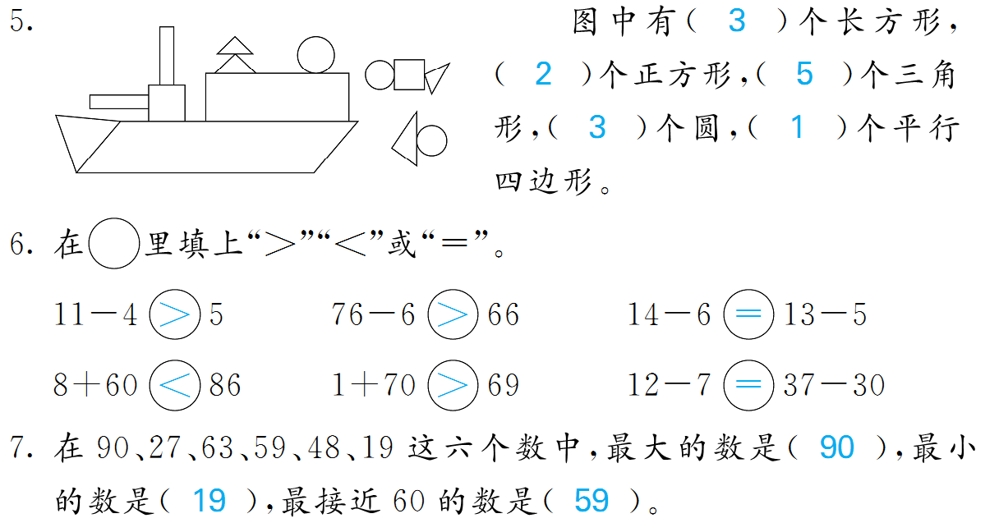 5. 图中有( 3 )个长方形,
( 2 )个正方形,( 5 )个三角
形,( 3 )个圆,( 1 )个平行
四边形。
6. 在○里填上“>”“<”或“=”。
11-4 > 5 76-6 > 66 14-6 = 13-5
8+60 < 86 1+70 > 69 12-7 = 37-30
7. 在 90、27、63、59、48、19 这六个数中,最大的数是( 90 ),最小
的数是( 19 ),最接近 60 的数是( 59 )。